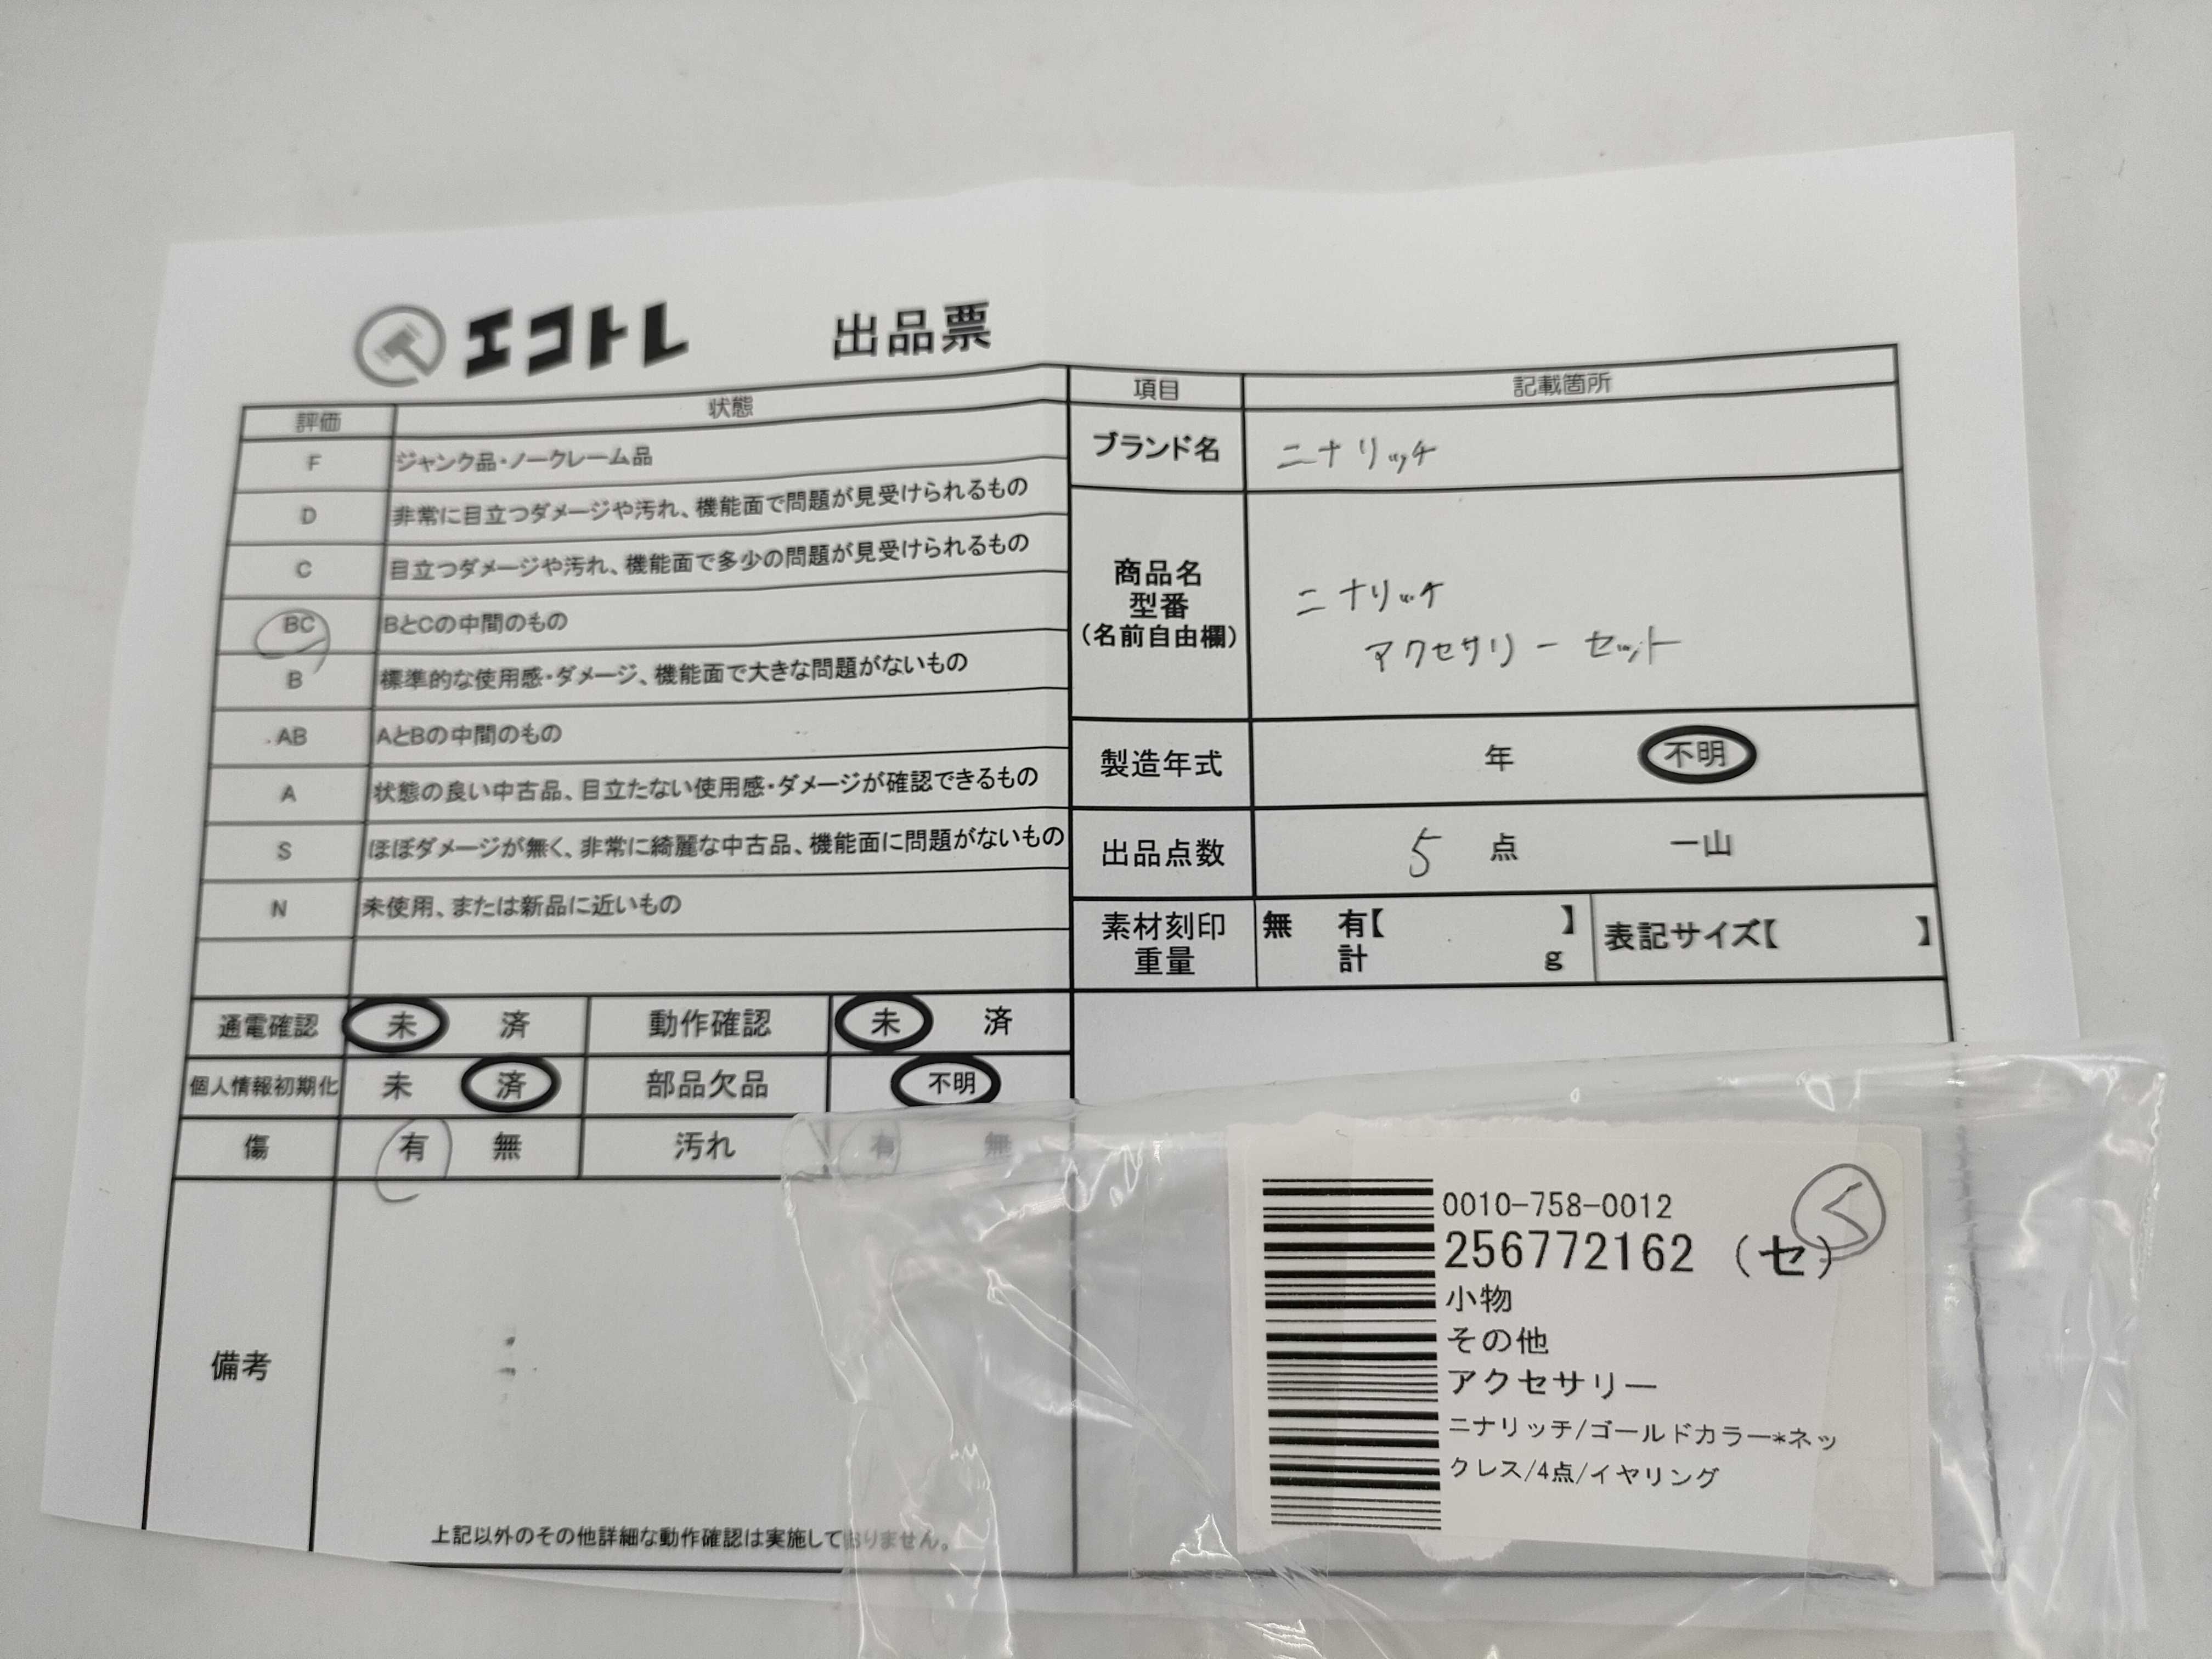 エコトレ 出品票
評価 状態
F ジャンク品・ノークレーム品
D 非常に目立つダメージや汚れ、機能面で問題が見受けられるもの
C 目立つダメージや汚れ、機能面で多少の問題が見受けられるもの
BC BとCの中間のもの
B 標準的な使用感・ダメージ、機能面で大きな問題がないもの
AB AとBの中間のもの
A 状態の良い中古品、目立たない使用感・ダメージが確認できるもの
S ほぼダメージが無く、非常に綺麗な中古品、機能面に問題がないもの
N 未使用、または新品に近いもの
通電確認 未 済 動作確認 未 済
個人情報初期化 未 済 部品欠品 不明
傷 有 無 汚れ 有 無
備考
上記以外のその他詳細な動作確認は実施しておりません。
項目 記載箇所
ブランド名 ニナリッチ
商品名
型番
(名前自由欄)
ニナリッチ
アクセサリーセット
製造年式 年 不明
出品点数 5 点 一山
素材刻印 無 有【 】 表記サイズ【 】
重量 計 g
0010-758-0012
256772162 (セ)
小物
その他
アクセサリー
ニナリッチ/ゴールドカラー*ネッ
クレス/4点/イヤリング